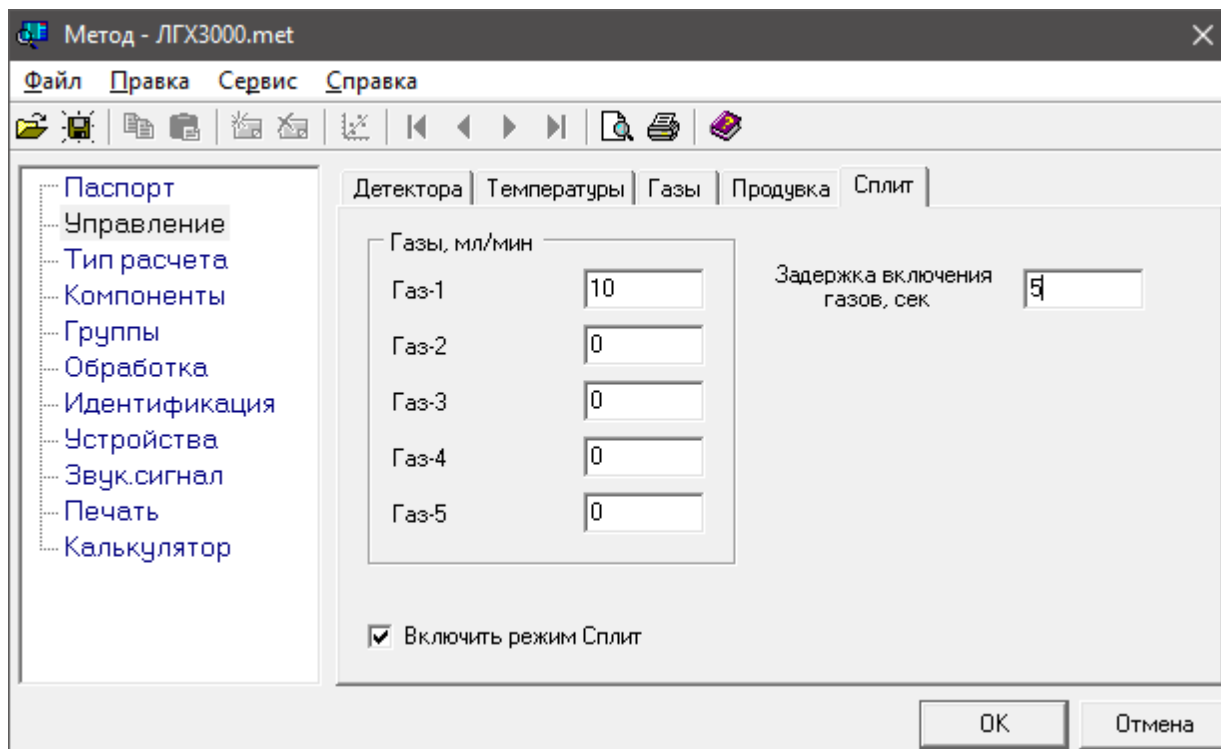 Метод - ЛГХ3000.met
Файл Правка Сервис Справка
Паспорт
Управление
Тип расчета
Компоненты
Группы
Обработка
Идентификация
Устройства
Звук.сигнал
Печать
Калькулятор
Детектора Температуры Газы Продувка Сплит
Газы, мл/мин
Газ-1 10
Газ-2 0
Газ-3 0
Газ-4 0
Газ-5 0
Задержка включения
газов, сек
5
Включить режим Сплит
OK Отмена